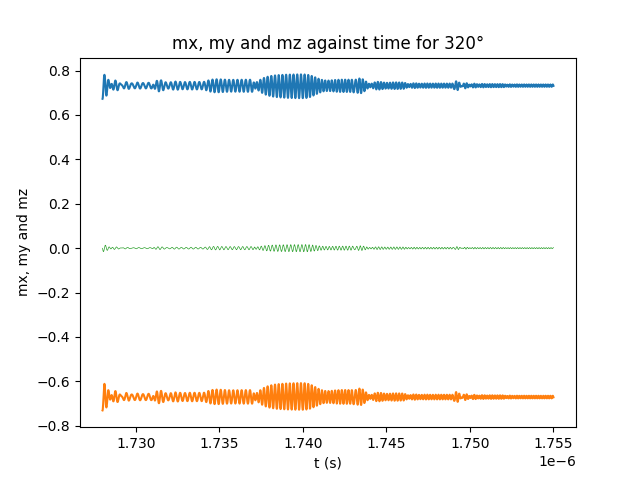 mx, my and mz against time for 320°
mx, my and mz
0.8
0.6
0.4
0.2
0.0
−0.2
−0.4
−0.6
−0.8
1.730 1.735 1.740 1.745 1.750 1.755
1e−6
t (s)